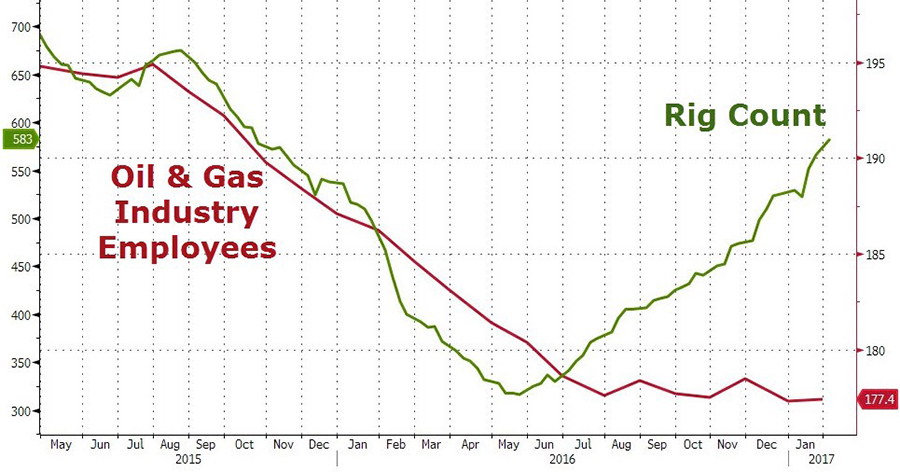 700
650
600
583
550
500
450
400
350
300
195
190
185
180
177.4
Rig Count
Oil & Gas
Industry
Employees
May Jun Jul Aug Sep Oct Nov Dec Jan Feb Mar Apr May Jun Jul Aug Sep Oct Nov Dec Jan
2015 2016 2017